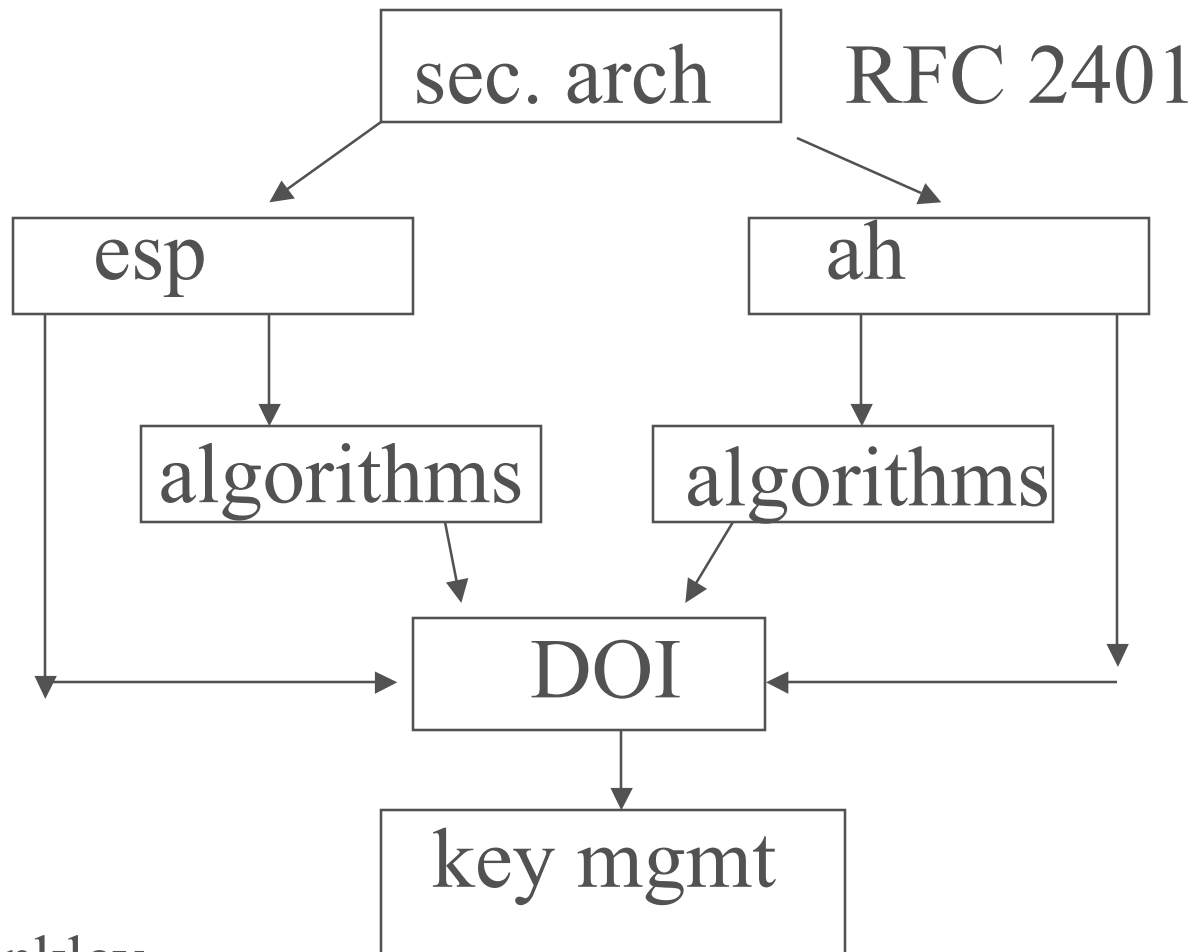 sec. arch
RFC 2401
esp
ah
algorithms
algorithms
DOI
key mgmt